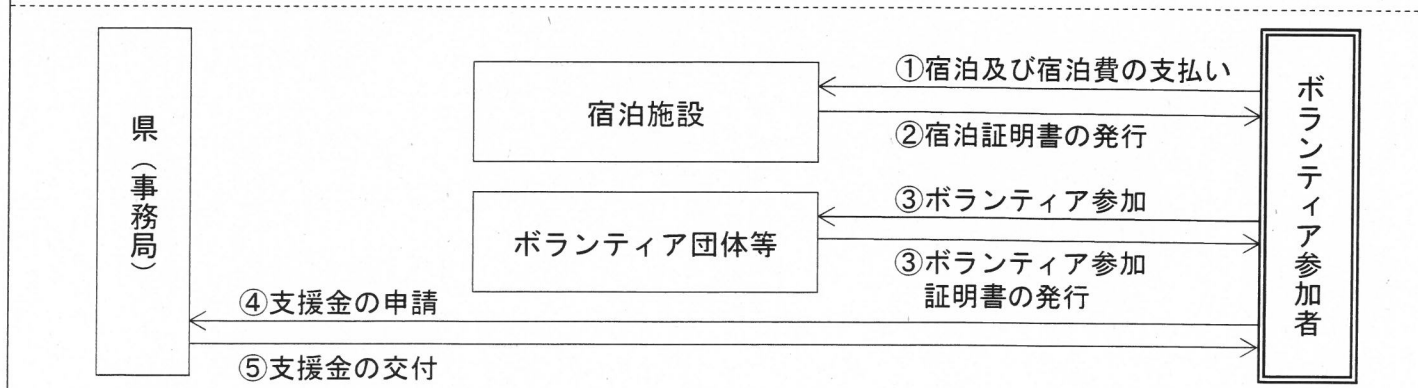 県（事務局）
宿泊施設
ボランティア団体等
①宿泊及び宿泊費の支払い
②宿泊証明書の発行
③ボランティア参加
③ボランティア参加
証明書の発行
④支援金の申請
⑤支援金の交付
ボランティア参加者